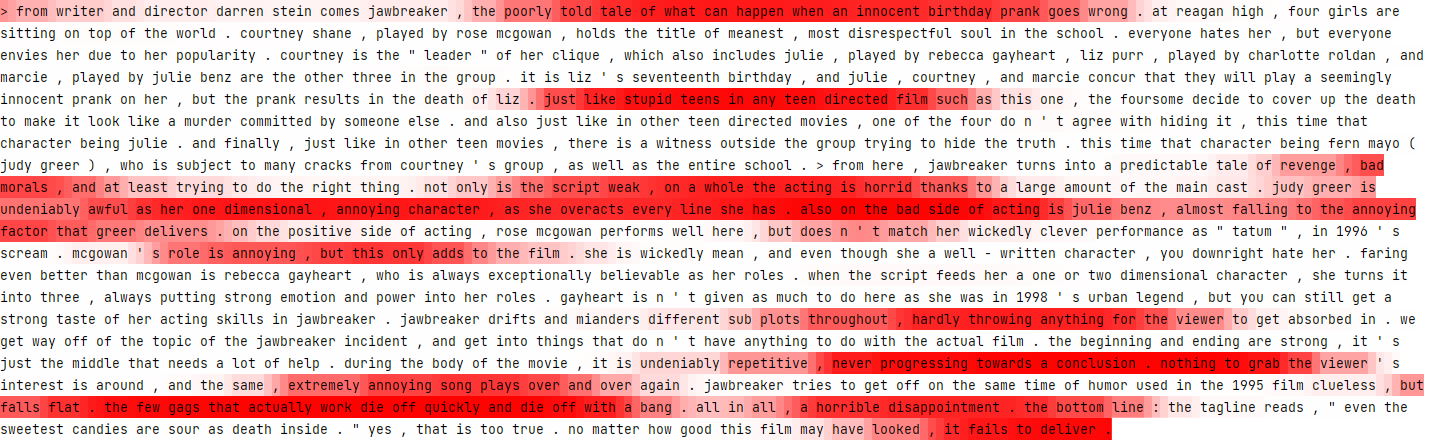 > from writer and director darren stein comes jawbreaker , the poorly told tale of what can happen when an innocent birthday prank goes wrong . at reagan high , four girls are
sitting on top of the world . courtney shane , played by rose mcgowan , holds the title of meanest , most disrespectful soul in the school . everyone hates her , but everyone
envies her due to her popularity . courtney is the " leader " of her clique , which also includes julie , played by rebecca gayheart , liz purr , played by charlotte roldan , and
marcie , played by julie benz are the other three in the group . it is liz ' s seventeenth birthday , and julie , courtney , and marcie concur that they will play a seemingly
innocent prank on her , but the prank results in the death of liz . just like stupid teens in any teen directed film such as this one , the foursome decide to cover up the death
to make it look like a murder committed by someone else . and also just like in other teen directed movies , one of the four do n ' t agree with hiding it , this time that
character being julie . and finally , just like in other teen movies , there is a witness outside the group trying to hide the truth . this time that character being fern mayo (
judy greer ) , who is subject to many cracks from courtney ' s group , as well as the entire school . > from here , jawbreaker turns into a predictable tale of revenge , bad
morals , and at least trying to do the right thing . not only is the script weak , on a whole the acting is horrid thanks to a large amount of the main cast . judy greer is
undeniably awful as her one dimensional , annoying character , as she overacts every line she has . also on the bad side of acting is julie benz , almost falling to the annoying
factor that greer delivers . on the positive side of acting , rose mcgowan performs well here , but does n ' t match her wickedly clever performance as " tatum " , in 1996 ' s
scream . mcgowan ' s role is annoying , but this only adds to the film . she is wickedly mean , and even though she a well - written character , you downright hate her . faring
even better than mcgowan is rebecca gayheart , who is always exceptionally believable as her roles . when the script feeds her a one or two dimensional character , she turns it
into three , always putting strong emotion and power into her roles . gayheart is n ' t given as much to do here as she was in 1998 ' s urban legend , but you can still get a
strong taste of her acting skills in jawbreaker . jawbreaker drifts and mianders different sub plots throughout , hardly throwing anything for the viewer to get absorbed in . we
get way off of the topic of the jawbreaker incident , and get into things that do n ' t have anything to do with the actual film . the beginning and ending are strong , it ' s
just the middle that needs a lot of help . during the body of the movie , it is undeniably repetitive , never progressing towards a conclusion . nothing to grab the viewer ' s
interest is around , and the same , extremely annoying song plays over and over again . jawbreaker tries to get off on the same time of humor used in the 1995 film clueless , but
falls flat . the few gags that actually work die off quickly and die off with a bang . all in all , a horrible disappointment . the bottom line : the tagline reads , " even the
sweetest candies are sour as death inside . " yes , that is too true . no matter how good this film may have looked , it fails to deliver .